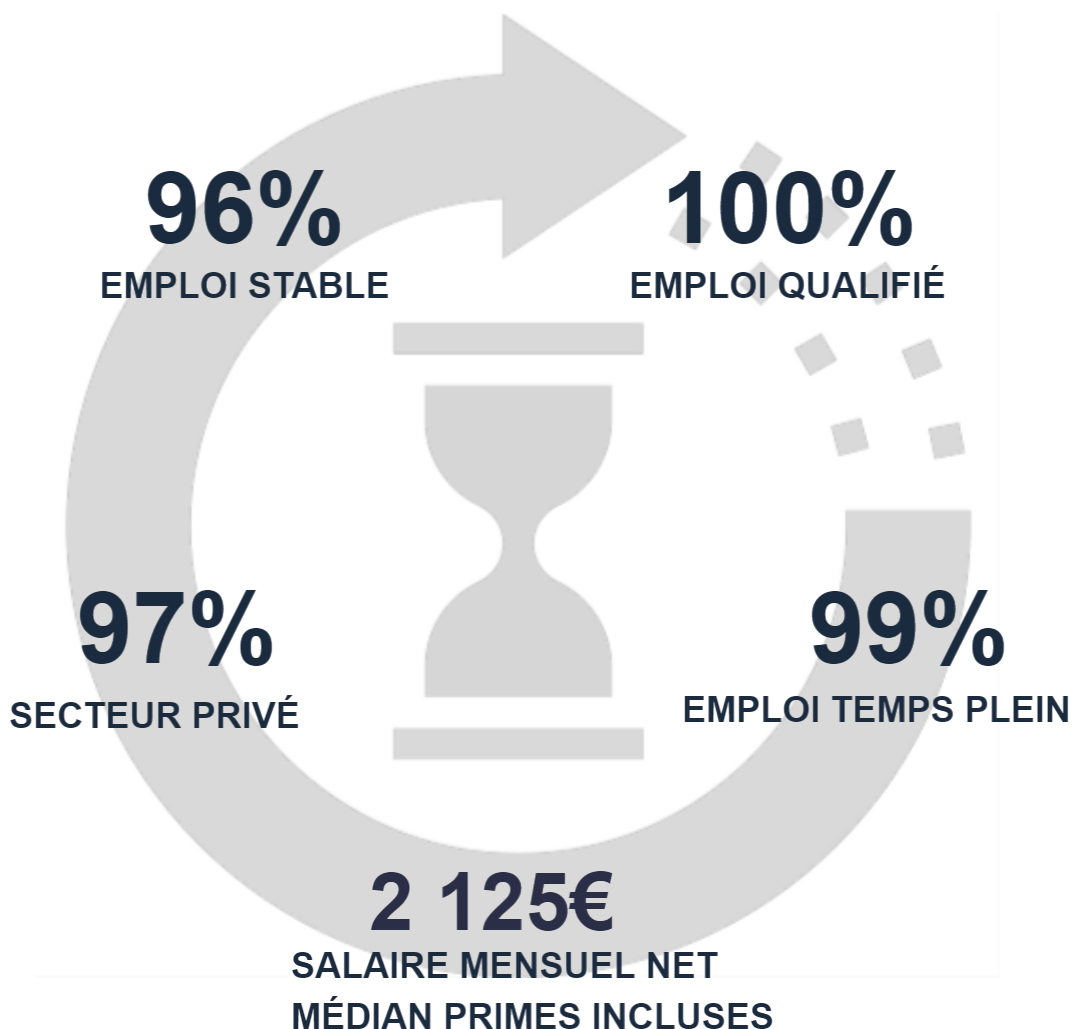 96%
EMPLOI STABLE
100%
EMPLOI QUALIFIÉ
97%
SECTEUR PRIVÉ
99%
EMPLOI TEMPS PLEIN
2 125€
SALAIRE MENSUEL NET
MÉDIAN PRIMES INCLUSES